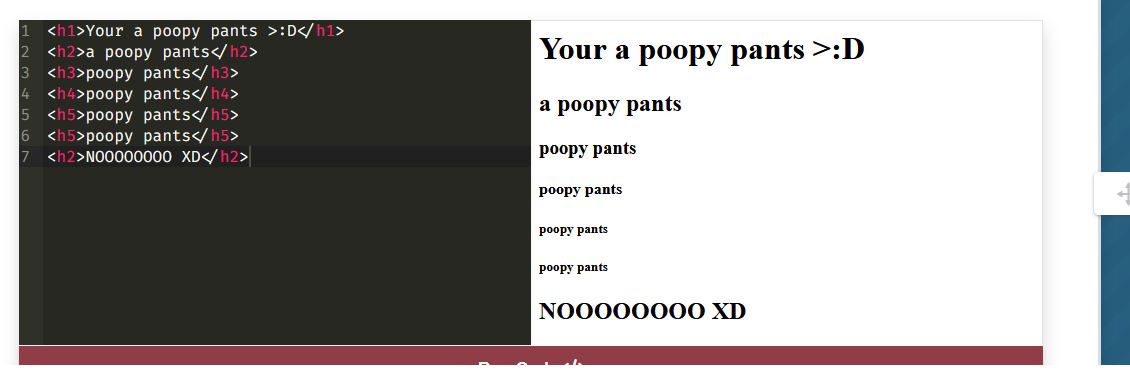 1 <h1>Your a poopy pants >:D</h1>
2 <h2>a poopy pants</h2>
3 <h3>poopy pants</h3>
4 <h4>poopy pants</h4>
5 <h5>poopy pants</h5>
6 <h5>poopy pants</h5>
7 <h2>NOOOOOOOO XD</h2>
Your a poopy pants >:D
a poopy pants
poopy pants
poopy pants
poopy pants
poopy pants
NOOOOOOOO XD